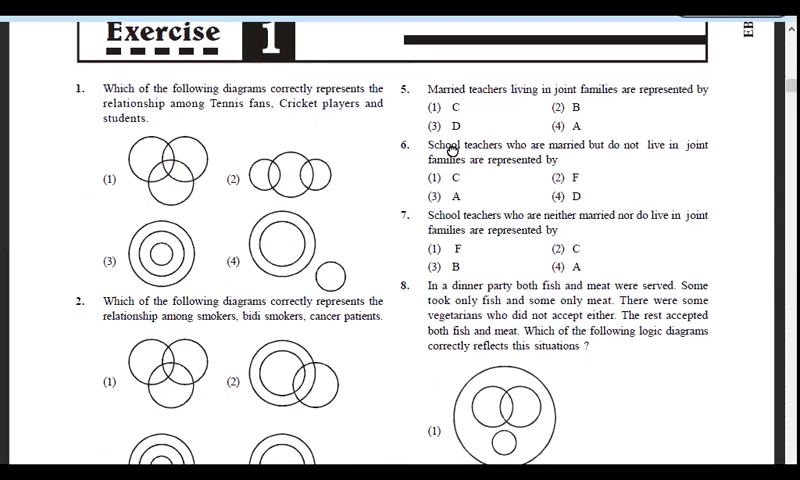 Exercise 1
EB
1. Which of the following diagrams correctly represents the
relationship among Tennis fans, Cricket players and
students.
(1) (2)
(3) (4)
2. Which of the following diagrams correctly represents the
relationship among smokers, bidi smokers, cancer patients.
(1) (2)
5. Married teachers living in joint families are represented by
(1) C (2) B
(3) D (4) A
6. School teachers who are married but do not live in joint
families are represented by
(1) C (2) F
(3) A (4) D
7. School teachers who are neither married nor do live in joint
families are represented by
(1) F (2) C
(3) B (4) A
8. In a dinner party both fish and meat were served. Some
took only fish and some only meat. There were some
vegetarians who did not accept either. The rest accepted
both fish and meat. Which of the following logic diagrams
correctly reflects this situations ?
(1)